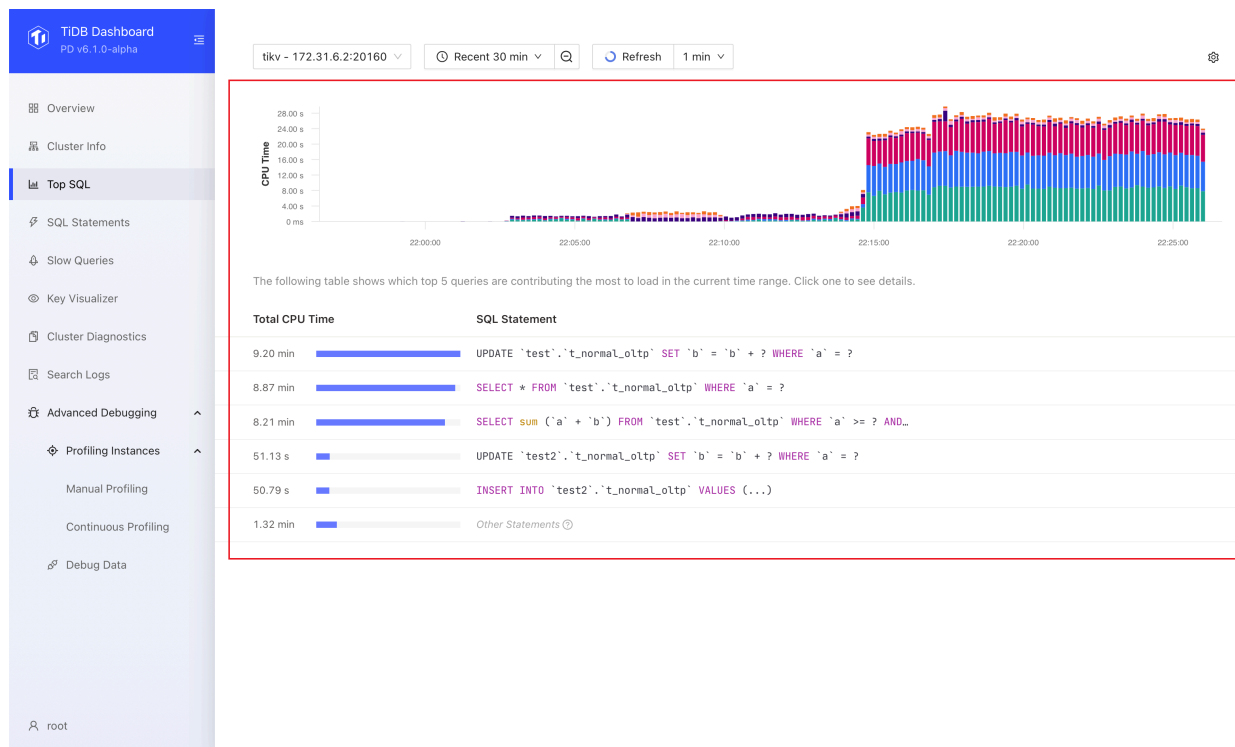 TiDB Dashboard
PD v6.1.0-alpha
Overview
Cluster Info
Top SQL
SQL Statements
Slow Queries
Key Visualizer
Cluster Diagnostics
Search Logs
Advanced Debugging
Profiling Instances
Manual Profiling
Continuous Profiling
Debug Data
root
tikv - 172.31.6.2:20160 Recent 30 min Refresh 1 min
CPU Time
28.00 s
24.00 s
20.00 s
16.00 s
12.00 s
8.00 s
4.00 s
0 ms
22:00:00 22:05:00 22:10:00 22:15:00 22:20:00 22:25:00
The following table shows which top 5 queries are contributing the most to load in the current time range. Click one to see details.
Total CPU Time SQL Statement
9.20 min UPDATE `test`.`t_normal_oltp` SET `b` = `b` + ? WHERE `a` = ?
8.87 min SELECT * FROM `test`.`t_normal_oltp` WHERE `a` = ?
8.21 min SELECT sum (`a` + `b`) FROM `test`.`t_normal_oltp` WHERE `a` >= ? AND…
51.13 s UPDATE `test2`.`t_normal_oltp` SET `b` = `b` + ? WHERE `a` = ?
50.79 s INSERT INTO `test2`.`t_normal_oltp` VALUES (...)
1.32 min Other Statements ?